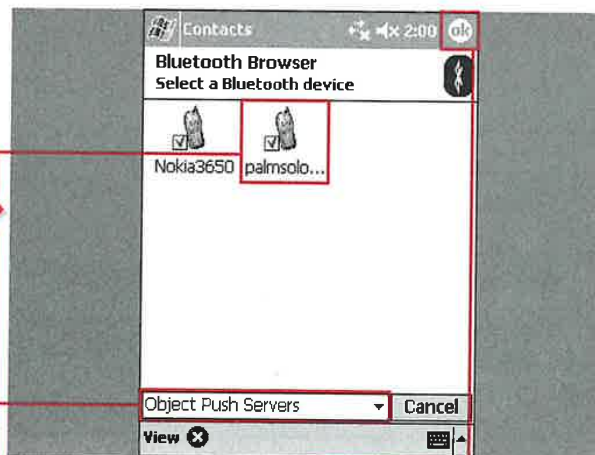 Contacts 2:00 ok
Bluetooth Browser
Select a Bluetooth device
Nokia3650 palmsolo...
Object Push Servers Cancel
View